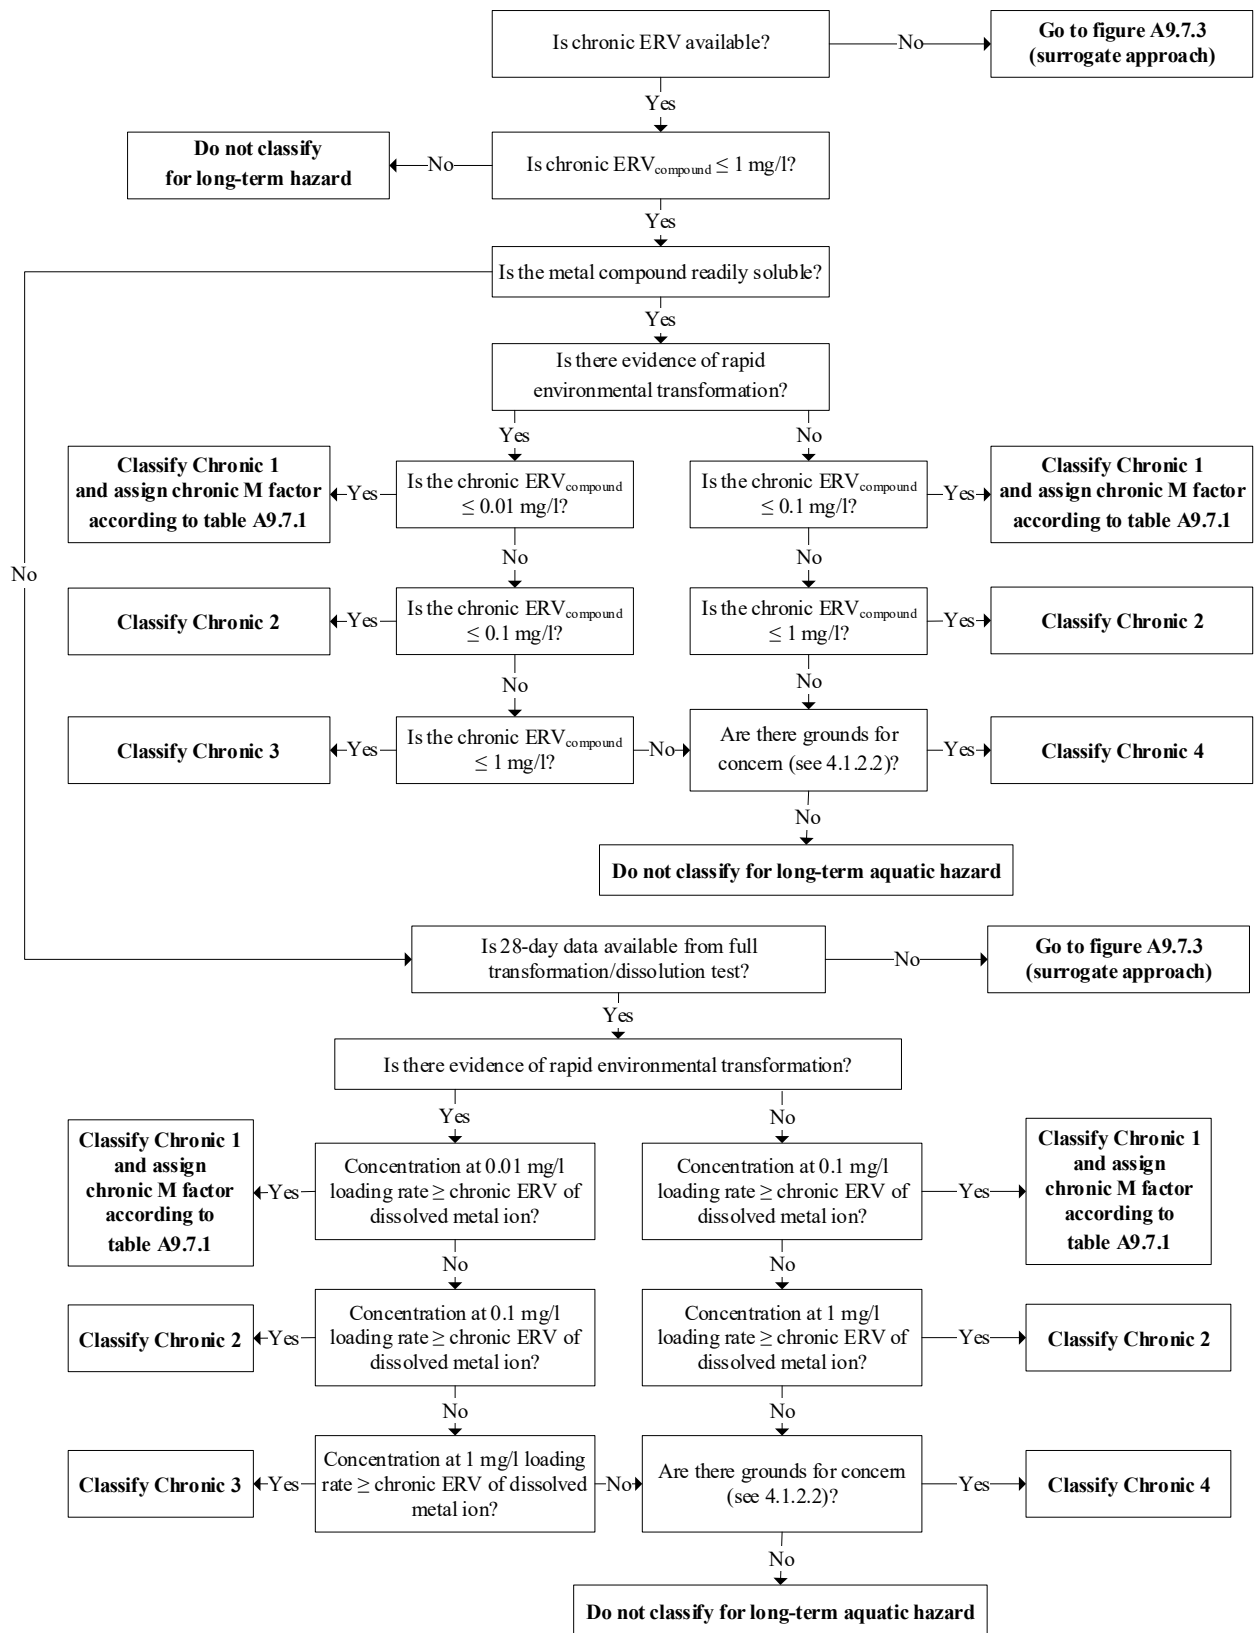 Is chronic ERV available?
No
Go to figure A9.7.3
(surrogate approach)
Yes
Do not classify
for long-term hazard
No
Is chronic ERVcompound ≤ 1 mg/l?
Yes
Is the metal compound readily soluble?
Yes
Is there evidence of rapid
environmental transformation?
Yes
No
Classify Chronic 1
and assign chronic M factor
according to table A9.7.1
Yes
Is the chronic ERVcompound
≤ 0.01 mg/l?
Is the chronic ERVcompound
≤ 0.1 mg/l?
Yes
Classify Chronic 1
and assign chronic M factor
according to table A9.7.1
No
No
No
Classify Chronic 2
Yes
Is the chronic ERVcompound
≤ 0.1 mg/l?
Is the chronic ERVcompound
≤ 1 mg/l?
Yes
Classify Chronic 2
No
No
Classify Chronic 3
Yes
Is the chronic ERVcompound
≤ 1 mg/l?
No
Are there grounds for
concern (see 4.1.2.2)?
Yes
Classify Chronic 4
No
Do not classify for long-term aquatic hazard
Is 28-day data available from full
transformation/dissolution test?
No
Go to figure A9.7.3
(surrogate approach)
Yes
Is there evidence of rapid environmental transformation?
Yes
No
Classify Chronic 1
and assign
chronic M factor
according to
table A9.7.1
Yes
Concentration at 0.01 mg/l
loading rate ≥ chronic ERV of
dissolved metal ion?
Concentration at 0.1 mg/l
loading rate ≥ chronic ERV of
dissolved metal ion?
Yes
Classify Chronic 1
and assign
chronic M factor
according to
table A9.7.1
No
No
Classify Chronic 2
Yes
Concentration at 0.1 mg/l
loading rate ≥ chronic ERV of
dissolved metal ion?
Concentration at 1 mg/l
loading rate ≥ chronic ERV of
dissolved metal ion?
Yes
Classify Chronic 2
No
No
Classify Chronic 3
Yes
Concentration at 1 mg/l loading
rate ≥ chronic ERV of dissolved
metal ion?
No
Are there grounds for concern
(see 4.1.2.2)?
Yes
Classify Chronic 4
No
Do not classify for long-term aquatic hazard